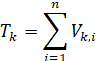 $T_k = \sum_{i=1}^{n} V_{k,i}$